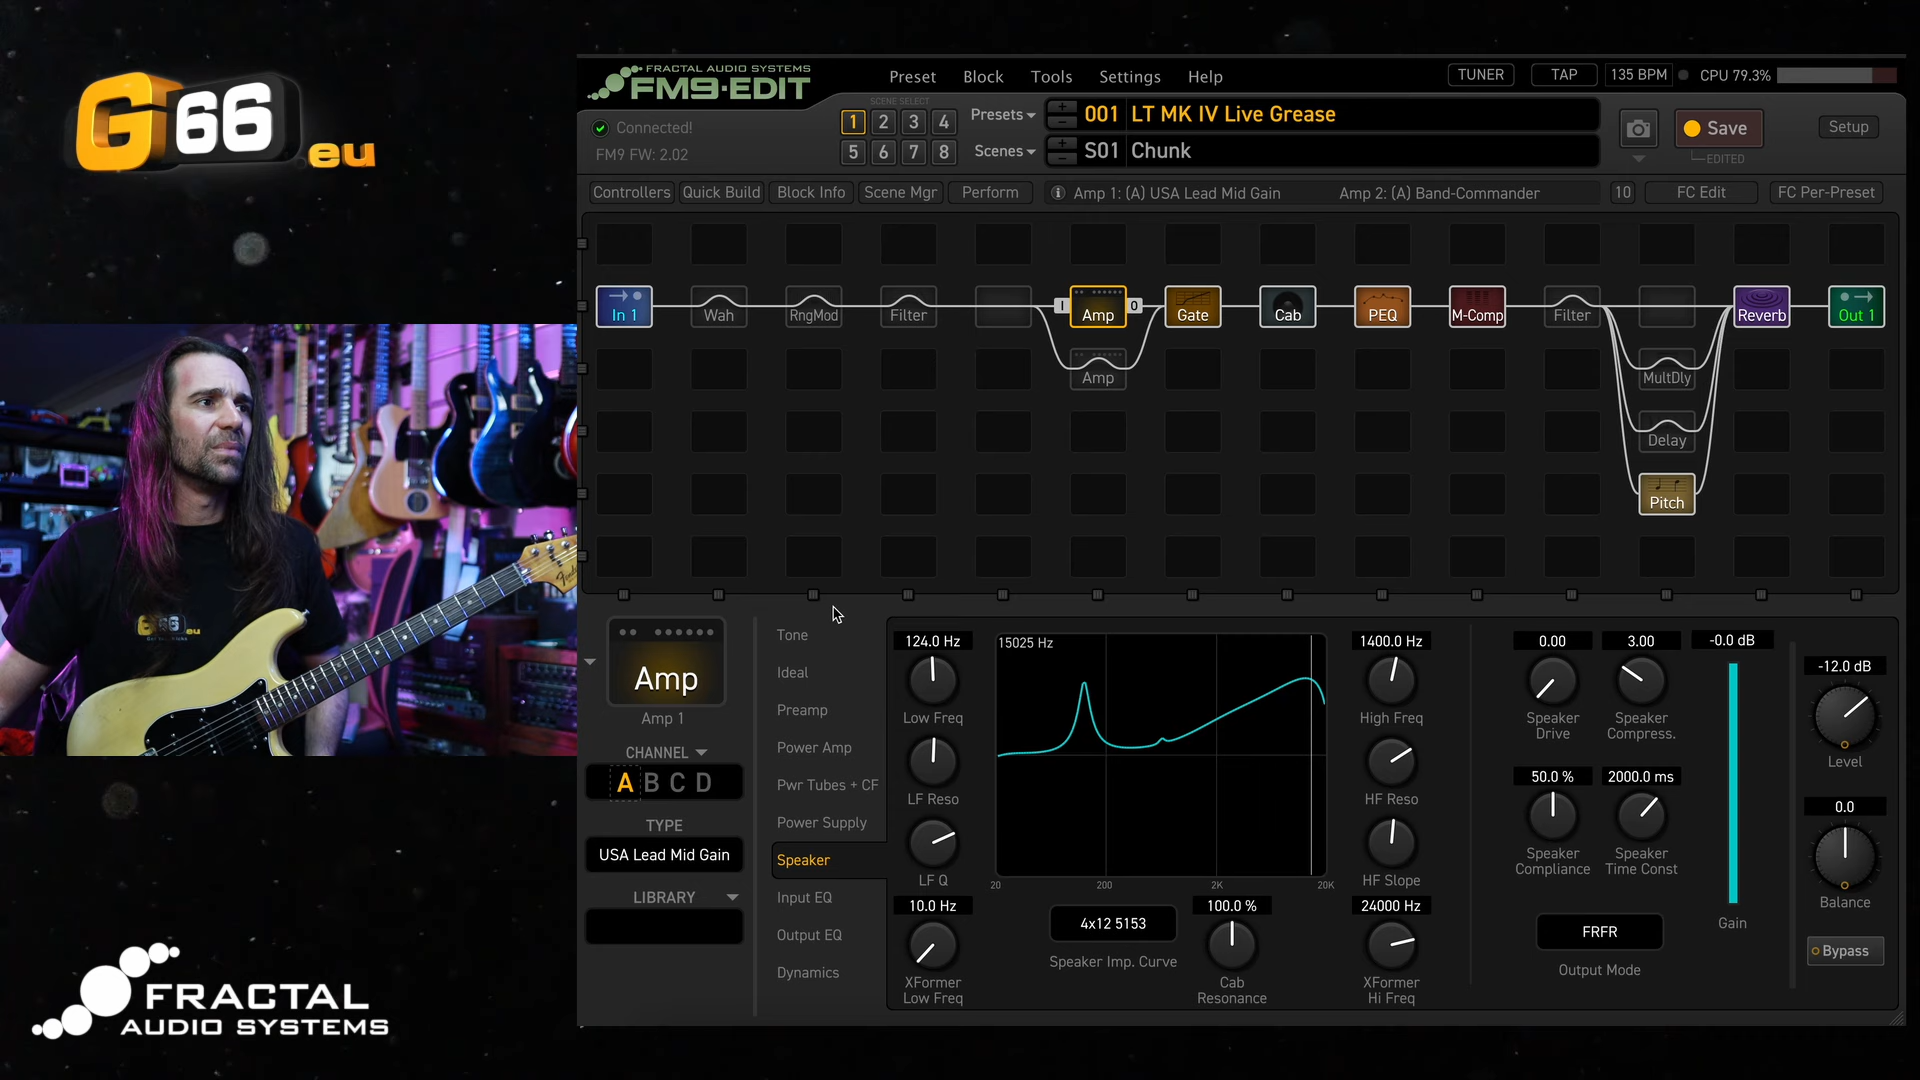 G66
.eu
FRACTAL AUDIO SYSTEMS
FM9-EDIT
Preset Block Tools Settings Help
TUNER TAP 135 BPM CPU 79.3%
Connected!
FM9 FW: 2.02
SCENE SELECT
1 2 3 4
5 6 7 8
Presets 001 LT MK IV Live Grease
Scenes S01 Chunk
Save
EDITED
Setup
Controllers Quick Build Block Info Scene Mgr Perform
Amp 1: (A) USA Lead Mid Gain Amp 2: (A) Band-Commander
10 FC Edit FC Per-Preset
In 1 Wah RngMod Filter I Amp O Gate Cab PEQ M-Comp Filter Reverb Out 1
Amp MultDly
Delay
Pitch
Amp
Amp 1
CHANNEL
A B C D
TYPE
USA Lead Mid Gain
LIBRARY
Tone
Ideal
Preamp
Power Amp
Pwr Tubes + CF
Power Supply
Speaker
Input EQ
Output EQ
Dynamics
124.0 Hz
Low Freq
LF Reso
LF Q
10.0 Hz
XFormer
Low Freq
15025 Hz
20 200 2K 20K
4x12 5153
Speaker Imp. Curve
100.0 %
Cab
Resonance
1400.0 Hz
High Freq
HF Reso
HF Slope
24000 Hz
XFormer
Hi Freq
0.00
Speaker
Drive
3.00
Speaker
Compress.
50.0 %
Speaker
Compliance
2000.0 ms
Speaker
Time Const
FRFR
Output Mode
-0.0 dB
Gain
-12.0 dB
Level
0.0
Balance
Bypass
G66.eu
Fender
FRACTAL
AUDIO SYSTEMS